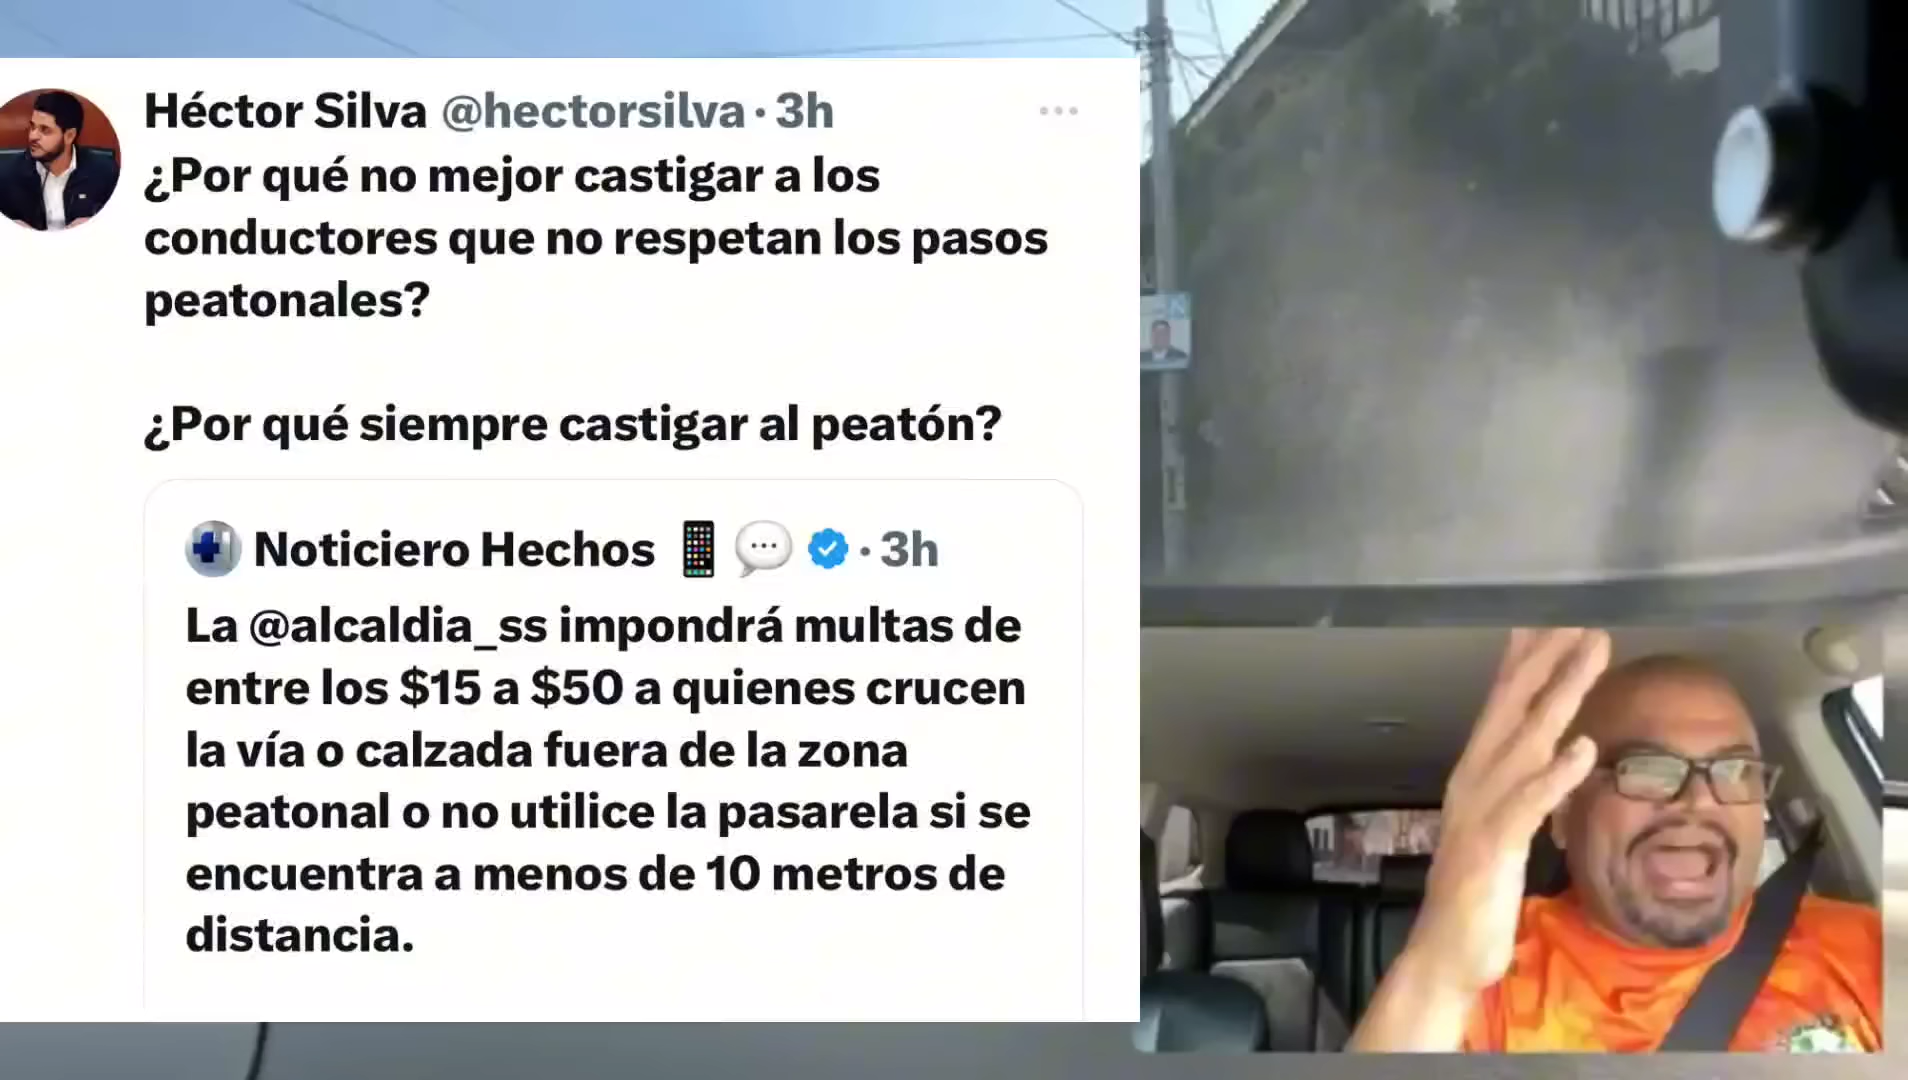 Héctor Silva @hectorsilva · 3h
¿Por qué no mejor castigar a los
conductores que no respetan los pasos
peatonales?
¿Por qué siempre castigar al peatón?
Noticiero Hechos 📱 💬 · 3h
La @alcaldia_ss impondrá multas de
entre los $15 a $50 a quienes crucen
la vía o calzada fuera de la zona
peatonal o no utilice la pasarela si se
encuentra a menos de 10 metros de
distancia.